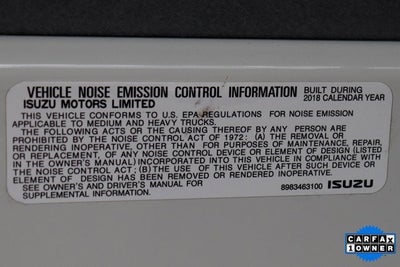 VEHICLE NOISE EMISSION CONTROL INFORMATION BUILT DURING
ISUZU MOTORS LIMITED 2018 CALENDAR YEAR
THIS VEHICLE CONFORMS TO U.S. EPA REGULATIONS FOR NOISE EMISSION
APPLICABLE TO MEDIUM AND HEAVY TRUCKS.
THE FOLLOWING ACTS OR THE CAUSING THEREOF BY ANY PERSON ARE
PROHIBITED BY THE NOISE CONTROL ACT OF 1972: (A) THE REMOVAL OR
RENDERING INOPERATIVE, OTHER THAN FOR PURPOSES OF MAINTENANCE, REPAIR,
OR REPLACEMENT, OF ANY NOISE CONTROL DEVICE OR ELEMENT OF DESIGN (LISTED
IN THE OWNER'S MANUAL) INCORPORATED INTO THIS VEHICLE IN COMPLIANCE WITH
THE NOISE CONTROL ACT; (B) THE USE OF THIS VEHICLE AFTER SUCH DEVICE OR
ELEMENT OF DESIGN HAS BEEN REMOVED OR RENDERED INOPERATIVE.
SEE OWNER'S AND DRIVER'S MANUAL FOR
SUPPLEMENTAL INFORMATION. 8983463100 ISUZU
CARFAX
1 OWNER